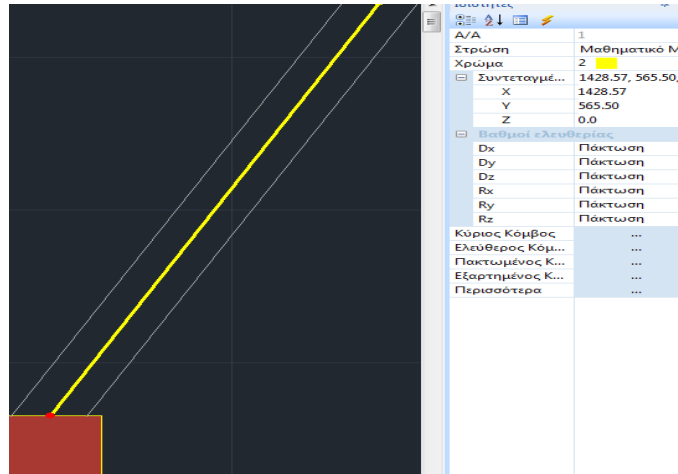 Ιδιότητες
Α/Α 1
Στρώση Μαθηματικό Μ
Χρώμα 2
Συντεταγμέ... 1428.57, 565.50,
X 1428.57
Y 565.50
Z 0.0
Βαθμοί ελευθερίας
Dx Πάκτωση
Dy Πάκτωση
Dz Πάκτωση
Rx Πάκτωση
Ry Πάκτωση
Rz Πάκτωση
Κύριος Κόμβος ...
Ελεύθερος Κόμ... ...
Πακτωμένος Κ... ...
Εξαρτημένος Κ... ...
Περισσότερα ...